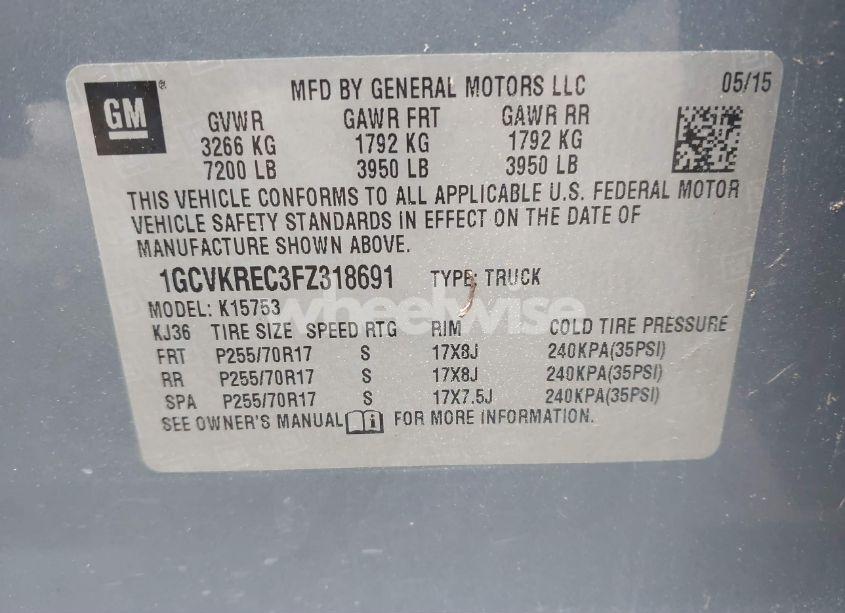 GM ®
MFD BY GENERAL MOTORS LLC 05/15
GVWR GAWR FRT GAWR RR
3266 KG 1792 KG 1792 KG
7200 LB 3950 LB 3950 LB
THIS VEHICLE CONFORMS TO ALL APPLICABLE U.S. FEDERAL MOTOR
VEHICLE SAFETY STANDARDS IN EFFECT ON THE DATE OF
MANUFACTURE SHOWN ABOVE.
1GCVKREC3FZ318691 TYPE: TRUCK
MODEL: K15753
wheelwise
KJ36 TIRE SIZE SPEED RTG RIM COLD TIRE PRESSURE
FRT P255/70R17 S 17X8J 240KPA(35PSI)
RR P255/70R17 S 17X8J 240KPA(35PSI)
SPA P255/70R17 S 17X7.5J 240KPA(35PSI)
SEE OWNER'S MANUAL FOR MORE INFORMATION.